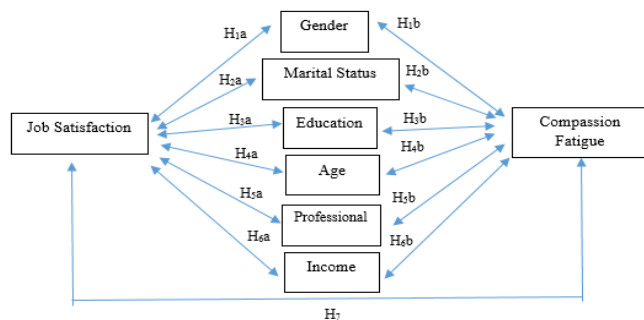 Gender
H₁a
H₁b
Marital Status
H₂a
H₂b
Job Satisfaction
H₃a
Education
H₃b
Compassion
Fatigue
H₄a
H₄b
Age
H₅a
Professional
H₅b
H₆a
H₆b
Income
H₇